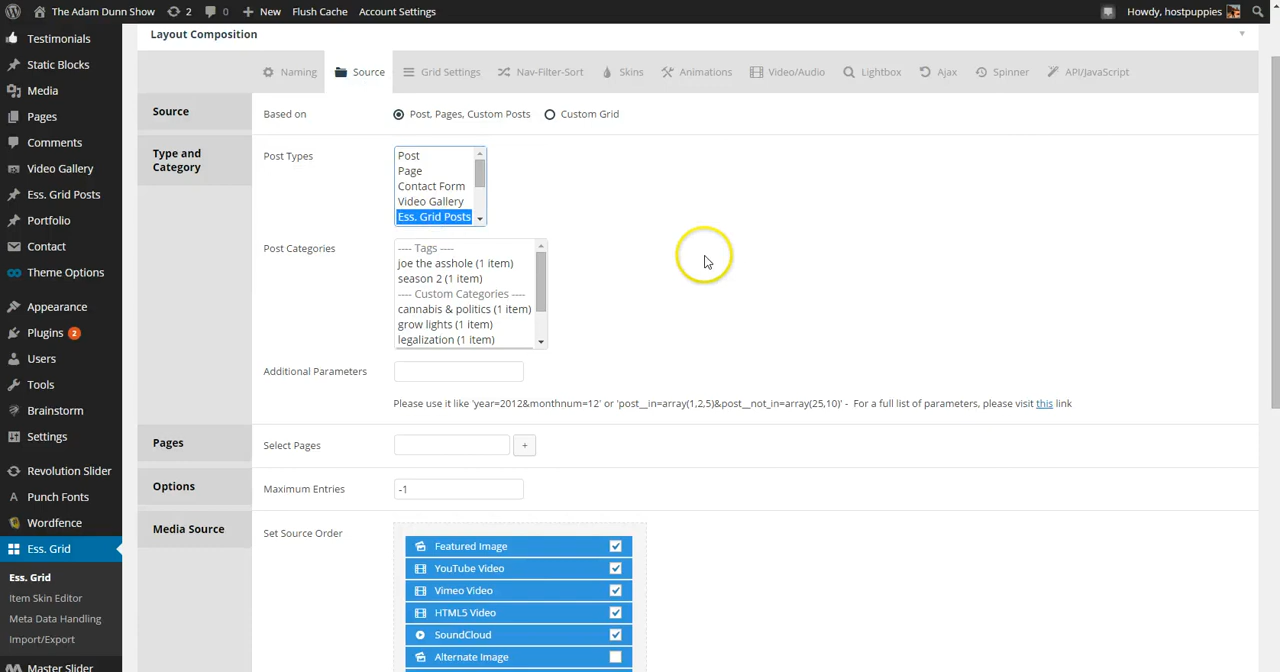 The Adam Dunn Show 2 0 New Flush Cache Account Settings Howdy, hostpuppies
Layout Composition
Naming Source Grid Settings Nav-Filter-Sort Skins Animations Video/Audio Lightbox Ajax Spinner API/JavaScript
Testimonials
Static Blocks
Media
Pages
Comments
Video Gallery
Ess. Grid Posts
Portfolio
Contact
Theme Options
Appearance
Plugins 2
Users
Tools
Brainstorm
Settings
Revolution Slider
Punch Fonts
Wordfence
Ess. Grid
Ess. Grid
Item Skin Editor
Meta Data Handling
Import/Export
Master Slider
Source
Based on Post, Pages, Custom Posts Custom Grid
Type and
Category
Post Types
Post
Page
Contact Form
Video Gallery
Ess. Grid Posts
Post Categories
---- Tags ----
joe the asshole (1 item)
season 2 (1 item)
---- Custom Categories ----
cannabis & politics (1 item)
grow lights (1 item)
legalization (1 item)
Additional Parameters
Please use it like 'year=2012&monthnum=12' or 'post__in=array(1,2,5)&post__not_in=array(25,10)' - For a full list of parameters, please visit this link
Pages
Select Pages +
Options
Maximum Entries -1
Media Source
Set Source Order
Featured Image
YouTube Video
Vimeo Video
HTML5 Video
SoundCloud
Alternate Image